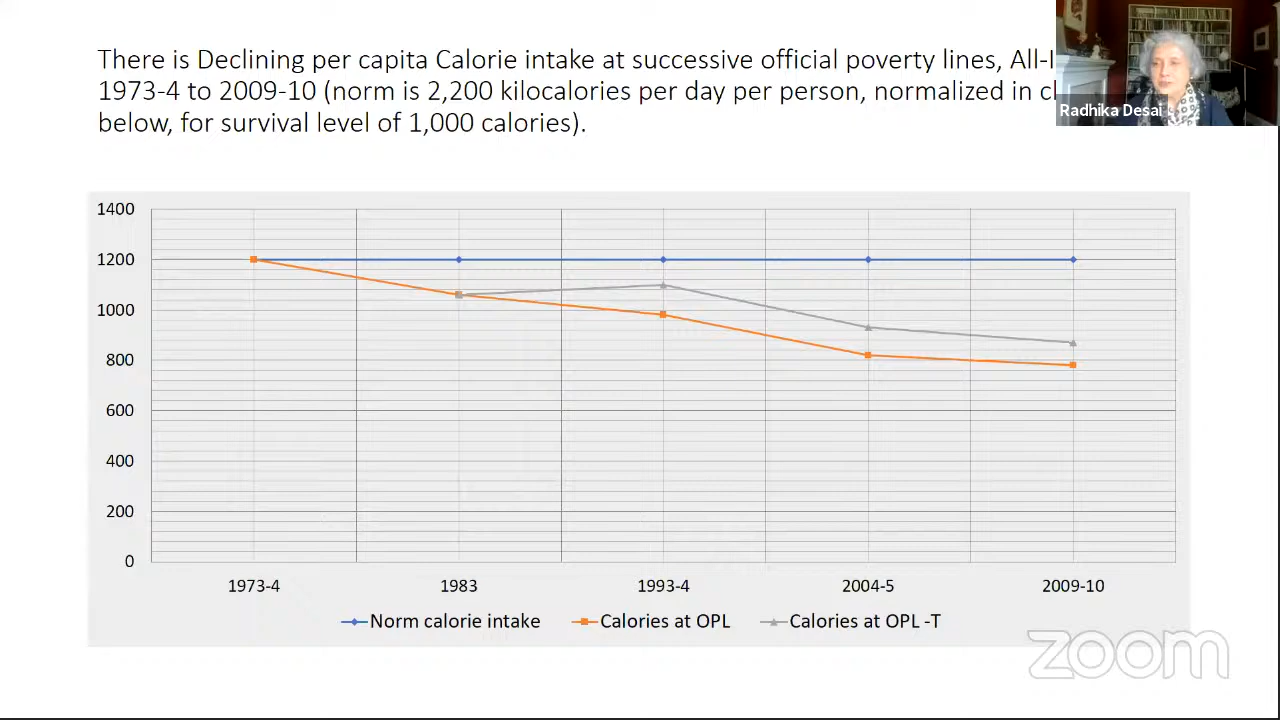 There is Declining per capita Calorie intake at successive official poverty lines, All-
1973-4 to 2009-10 (norm is 2,200 kilocalories per day per person, normalized in
below, for survival level of 1,000 calories).
Radhika Desai
1400
1200
1000
800
600
400
200
0
1973-4 1983 1993-4 2004-5 2009-10
Norm calorie intake Calories at OPL Calories at OPL -T
zoom